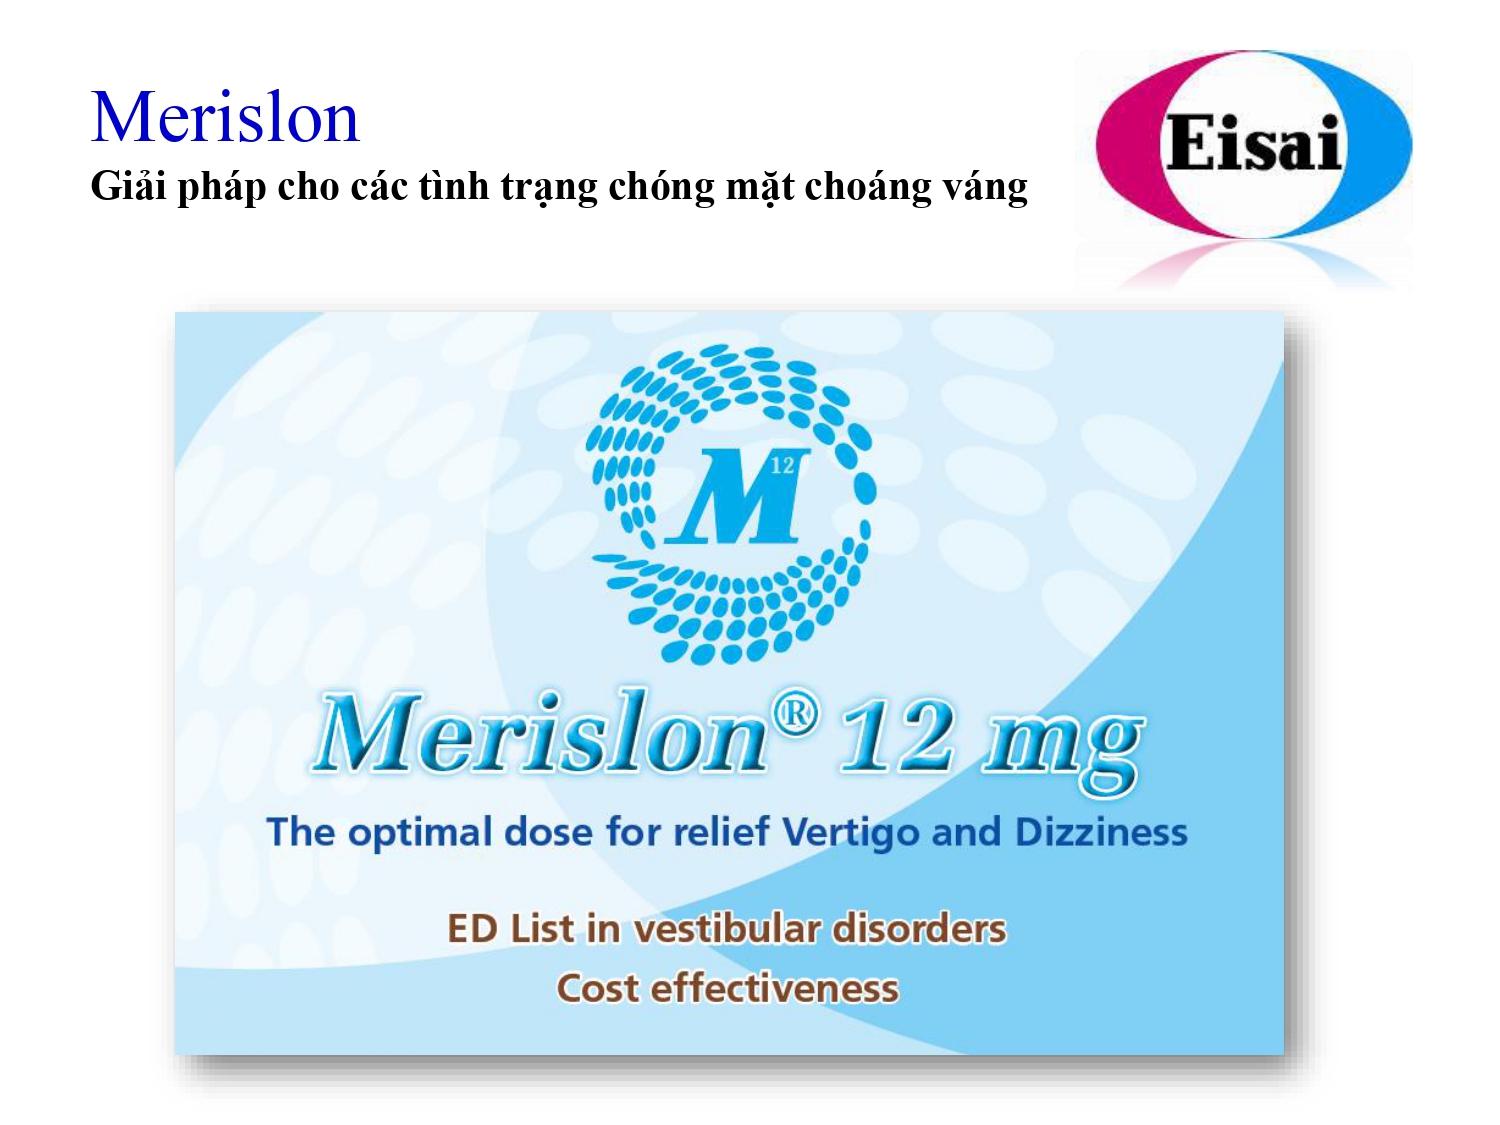 Merislon
Giải pháp cho các tình trạng chóng mặt choáng váng
Eisai
M 12
Merislon® 12 mg
The optimal dose for relief Vertigo and Dizziness
ED List in vestibular disorders
Cost effectiveness